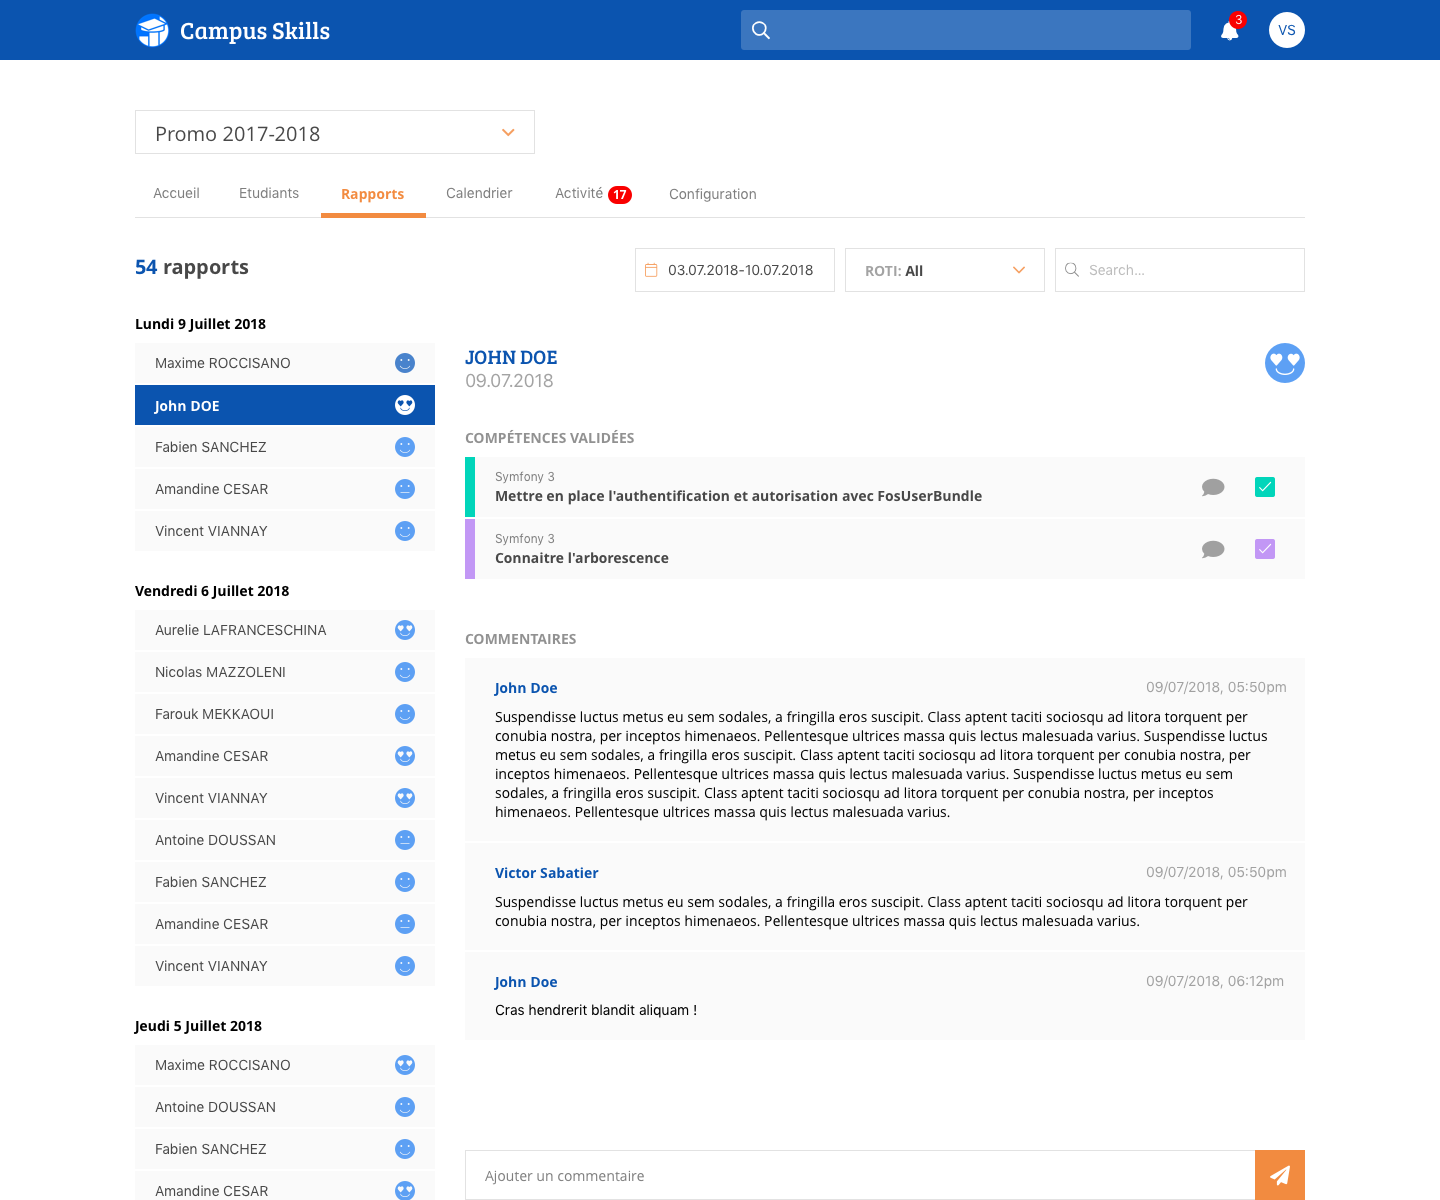 Campus Skills
3
VS
Promo 2017-2018
Accueil
Etudiants
Rapports
Calendrier
Activité 17
Configuration
54 rapports
03.07.2018-10.07.2018
ROTI: All
Search...
Lundi 9 Juillet 2018
Maxime ROCCISANO
John DOE
Fabien SANCHEZ
Amandine CESAR
Vincent VIANNAY
Vendredi 6 Juillet 2018
Aurelie LAFRANCESCHINA
Nicolas MAZZOLENI
Farouk MEKKAOUI
Amandine CESAR
Vincent VIANNAY
Antoine DOUSSAN
Fabien SANCHEZ
Amandine CESAR
Vincent VIANNAY
Jeudi 5 Juillet 2018
Maxime ROCCISANO
Antoine DOUSSAN
Fabien SANCHEZ
Amandine CESAR
JOHN DOE
09.07.2018
COMPÉTENCES VALIDÉES
Symfony 3
Mettre en place l'authentification et autorisation avec FosUserBundle
Symfony 3
Connaitre l'arborescence
COMMENTAIRES
John Doe
09/07/2018, 05:50pm
Suspendisse luctus metus eu sem sodales, a fringilla eros suscipit. Class aptent taciti sociosqu ad litora torquent per
conubia nostra, per inceptos himenaeos. Pellentesque ultrices massa quis lectus malesuada varius. Suspendisse luctus
metus eu sem sodales, a fringilla eros suscipit. Class aptent taciti sociosqu ad litora torquent per conubia nostra, per
inceptos himenaeos. Pellentesque ultrices massa quis lectus malesuada varius. Suspendisse luctus metus eu sem
sodales, a fringilla eros suscipit. Class aptent taciti sociosqu ad litora torquent per conubia nostra, per inceptos
himenaeos. Pellentesque ultrices massa quis lectus malesuada varius.
Victor Sabatier
09/07/2018, 05:50pm
Suspendisse luctus metus eu sem sodales, a fringilla eros suscipit. Class aptent taciti sociosqu ad litora torquent per
conubia nostra, per inceptos himenaeos. Pellentesque ultrices massa quis lectus malesuada varius.
John Doe
09/07/2018, 06:12pm
Cras hendrerit blandit aliquam !
Ajouter un commentaire